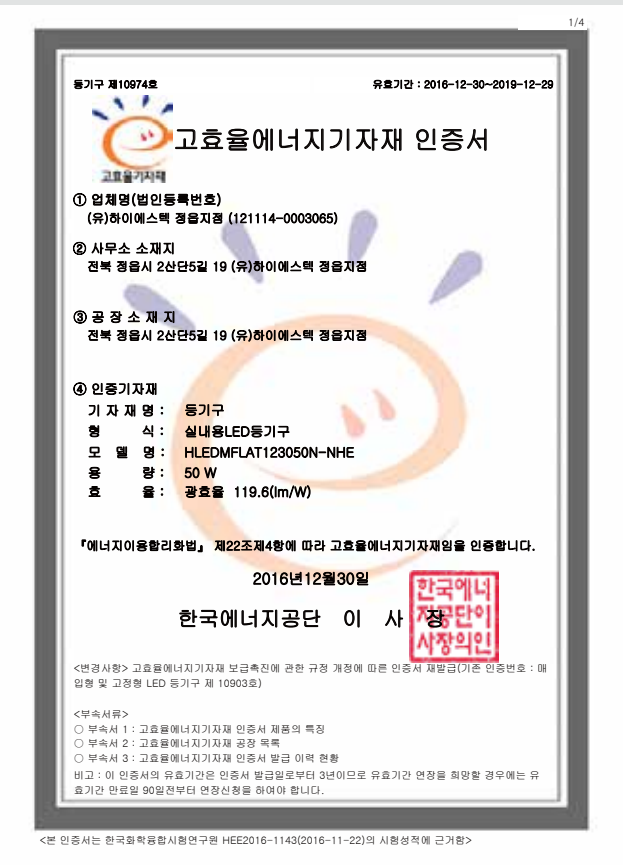 1/4
등기구 제10974호
유효기간 : 2016-12-30~2019-12-29
고효율기자재
고효율에너지기자재 인증서
① 업체명(법인등록번호)
(유)하이에스텍 정읍지점 (121114-0003065)
② 사무소 소재지
전북 정읍시 2산단5길 19 (유)하이에스텍 정읍지점
③ 공 장 소 재 지
전북 정읍시 2산단5길 19 (유)하이에스텍 정읍지점
④ 인증기자재
기 자 재 명 : 등기구
형 식 : 실내용LED등기구
모 델 명 : HLEDMFLAT123050N-NHE
용 량 : 50 W
효 율 : 광효율 119.6(lm/W)
『에너지이용합리화법』 제22조제4항에 따라 고효율에너지기자재임을 인증합니다.
2016년12월30일
한국에너지공단 이 사 장
한국에너
지공단이
사장의인
<변경사항> 고효율에너지기자재 보급촉진에 관한 규정 개정에 따른 인증서 재발급(기존 인증번호 : 매
입형 및 고정형 LED 등기구 제 10903호)
<부속서류>
○ 부속서 1 : 고효율에너지기자재 인증서 제품의 특징
○ 부속서 2 : 고효율에너지기자재 공장 목록
○ 부속서 3 : 고효율에너지기자재 인증서 발급 이력 현황
비고 : 이 인증서의 유효기간은 인증서 발급일로부터 3년이므로 유효기간 연장을 희망할 경우에는 유
효기간 만료일 90일전부터 연장신청을 하여야 합니다.
<본 인증서는 한국화학융합시험연구원 HEE2016-1143(2016-11-22)의 시험성적에 근거함>